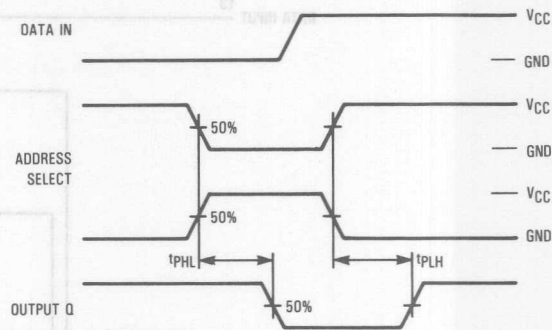 DATA IN
VCC
GND
VCC
50%
GND
ADDRESS
SELECT
VCC
50%
GND
tPHL
tPLH
OUTPUT Q
50%